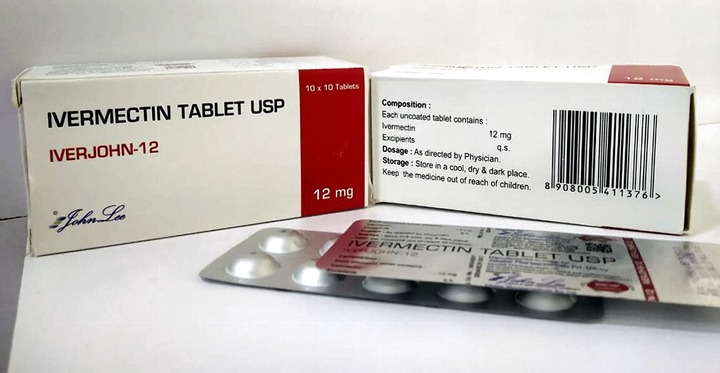 IVERMECTIN TABLET USP
IVERJOHN-12
John Lee
10 x 10 Tablets
12 mg
12 mg
Composition :
Each uncoated tablet contains :
Ivermectin 12 mg
Excipients q.s.
Dosage : As directed by Physician.
Storage : Store in a cool, dry & dark place.
Keep the medicine out of reach of children.
8 908005 411376 >
IVERMECTIN TABLET USP
IVERJOHN-12